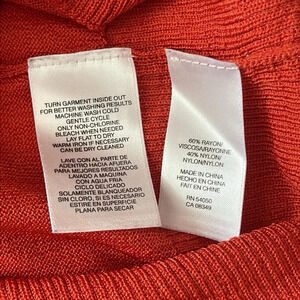 TURN GARMENT INSIDE OUT
FOR BETTER WASHING RESULTS
MACHINE WASH COLD
GENTLE CYCLE
ONLY NON-CHLORINE
BLEACH WHEN NEEDED
LAY FLAT TO DRY
WARM IRON IF NECESSARY
CAN BE DRY CLEANED
LAVE CON LA PARTE DE
ADENTRO HACIA AFUERA
PARA MEJORES RESULTADOS
LAVADO A MAQUINA
CON AGUA FRIA
CICLO DELICADO
SOLAMENTE BLANQUEADOR
SIN CLORO, SI ES NECESARIO
ESTIRE EN SUPERFICIE
PLANA PARA SECAR
60% RAYON/
VISCOSA/RAYONNE
40% NYLON/
NYLON/NYLON
MADE IN CHINA
HECHO EN CHINA
FAIT EN CHINE
RN 54050
CA 08349